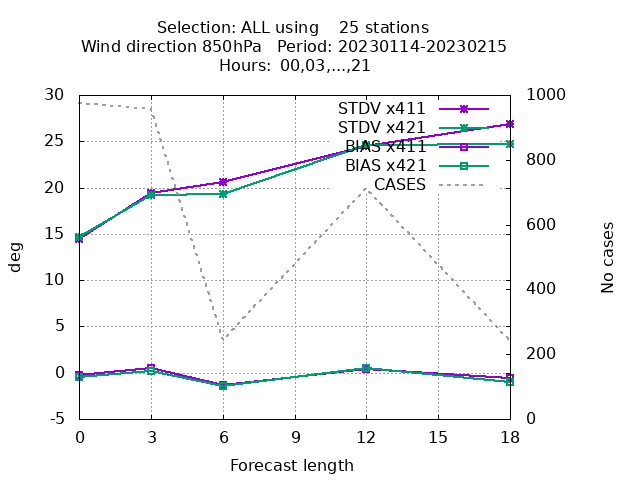 Selection: ALL using    25 stations
Wind direction 850hPa   Period: 20230114-20230215
Hours: 00,03,...,21
STDV x411
STDV x421
BIAS x411
BIAS x421
CASES
30
25
20
15
10
5
0
-5
deg
1000
800
600
400
200
0
No cases
0 3 6 9 12 15 18
Forecast length